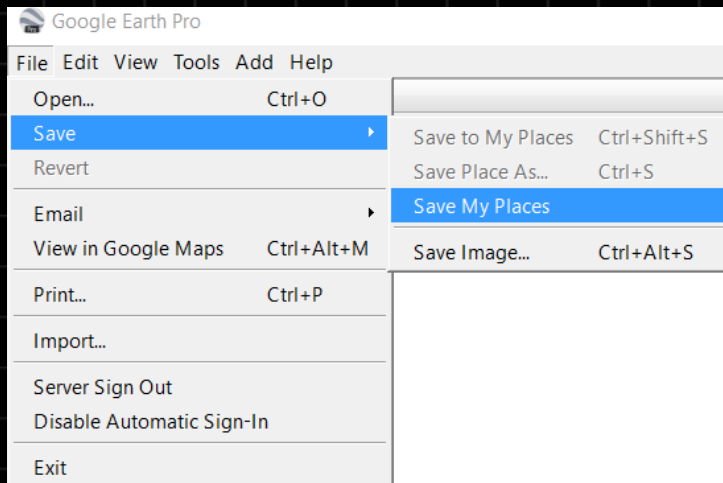 Google Earth Pro
File Edit View Tools Add Help
Open... Ctrl+O
Save
Revert
Email
View in Google Maps Ctrl+Alt+M
Print... Ctrl+P
Import...
Server Sign Out
Disable Automatic Sign-In
Exit
Save to My Places Ctrl+Shift+S
Save Place As... Ctrl+S
Save My Places
Save Image... Ctrl+Alt+S